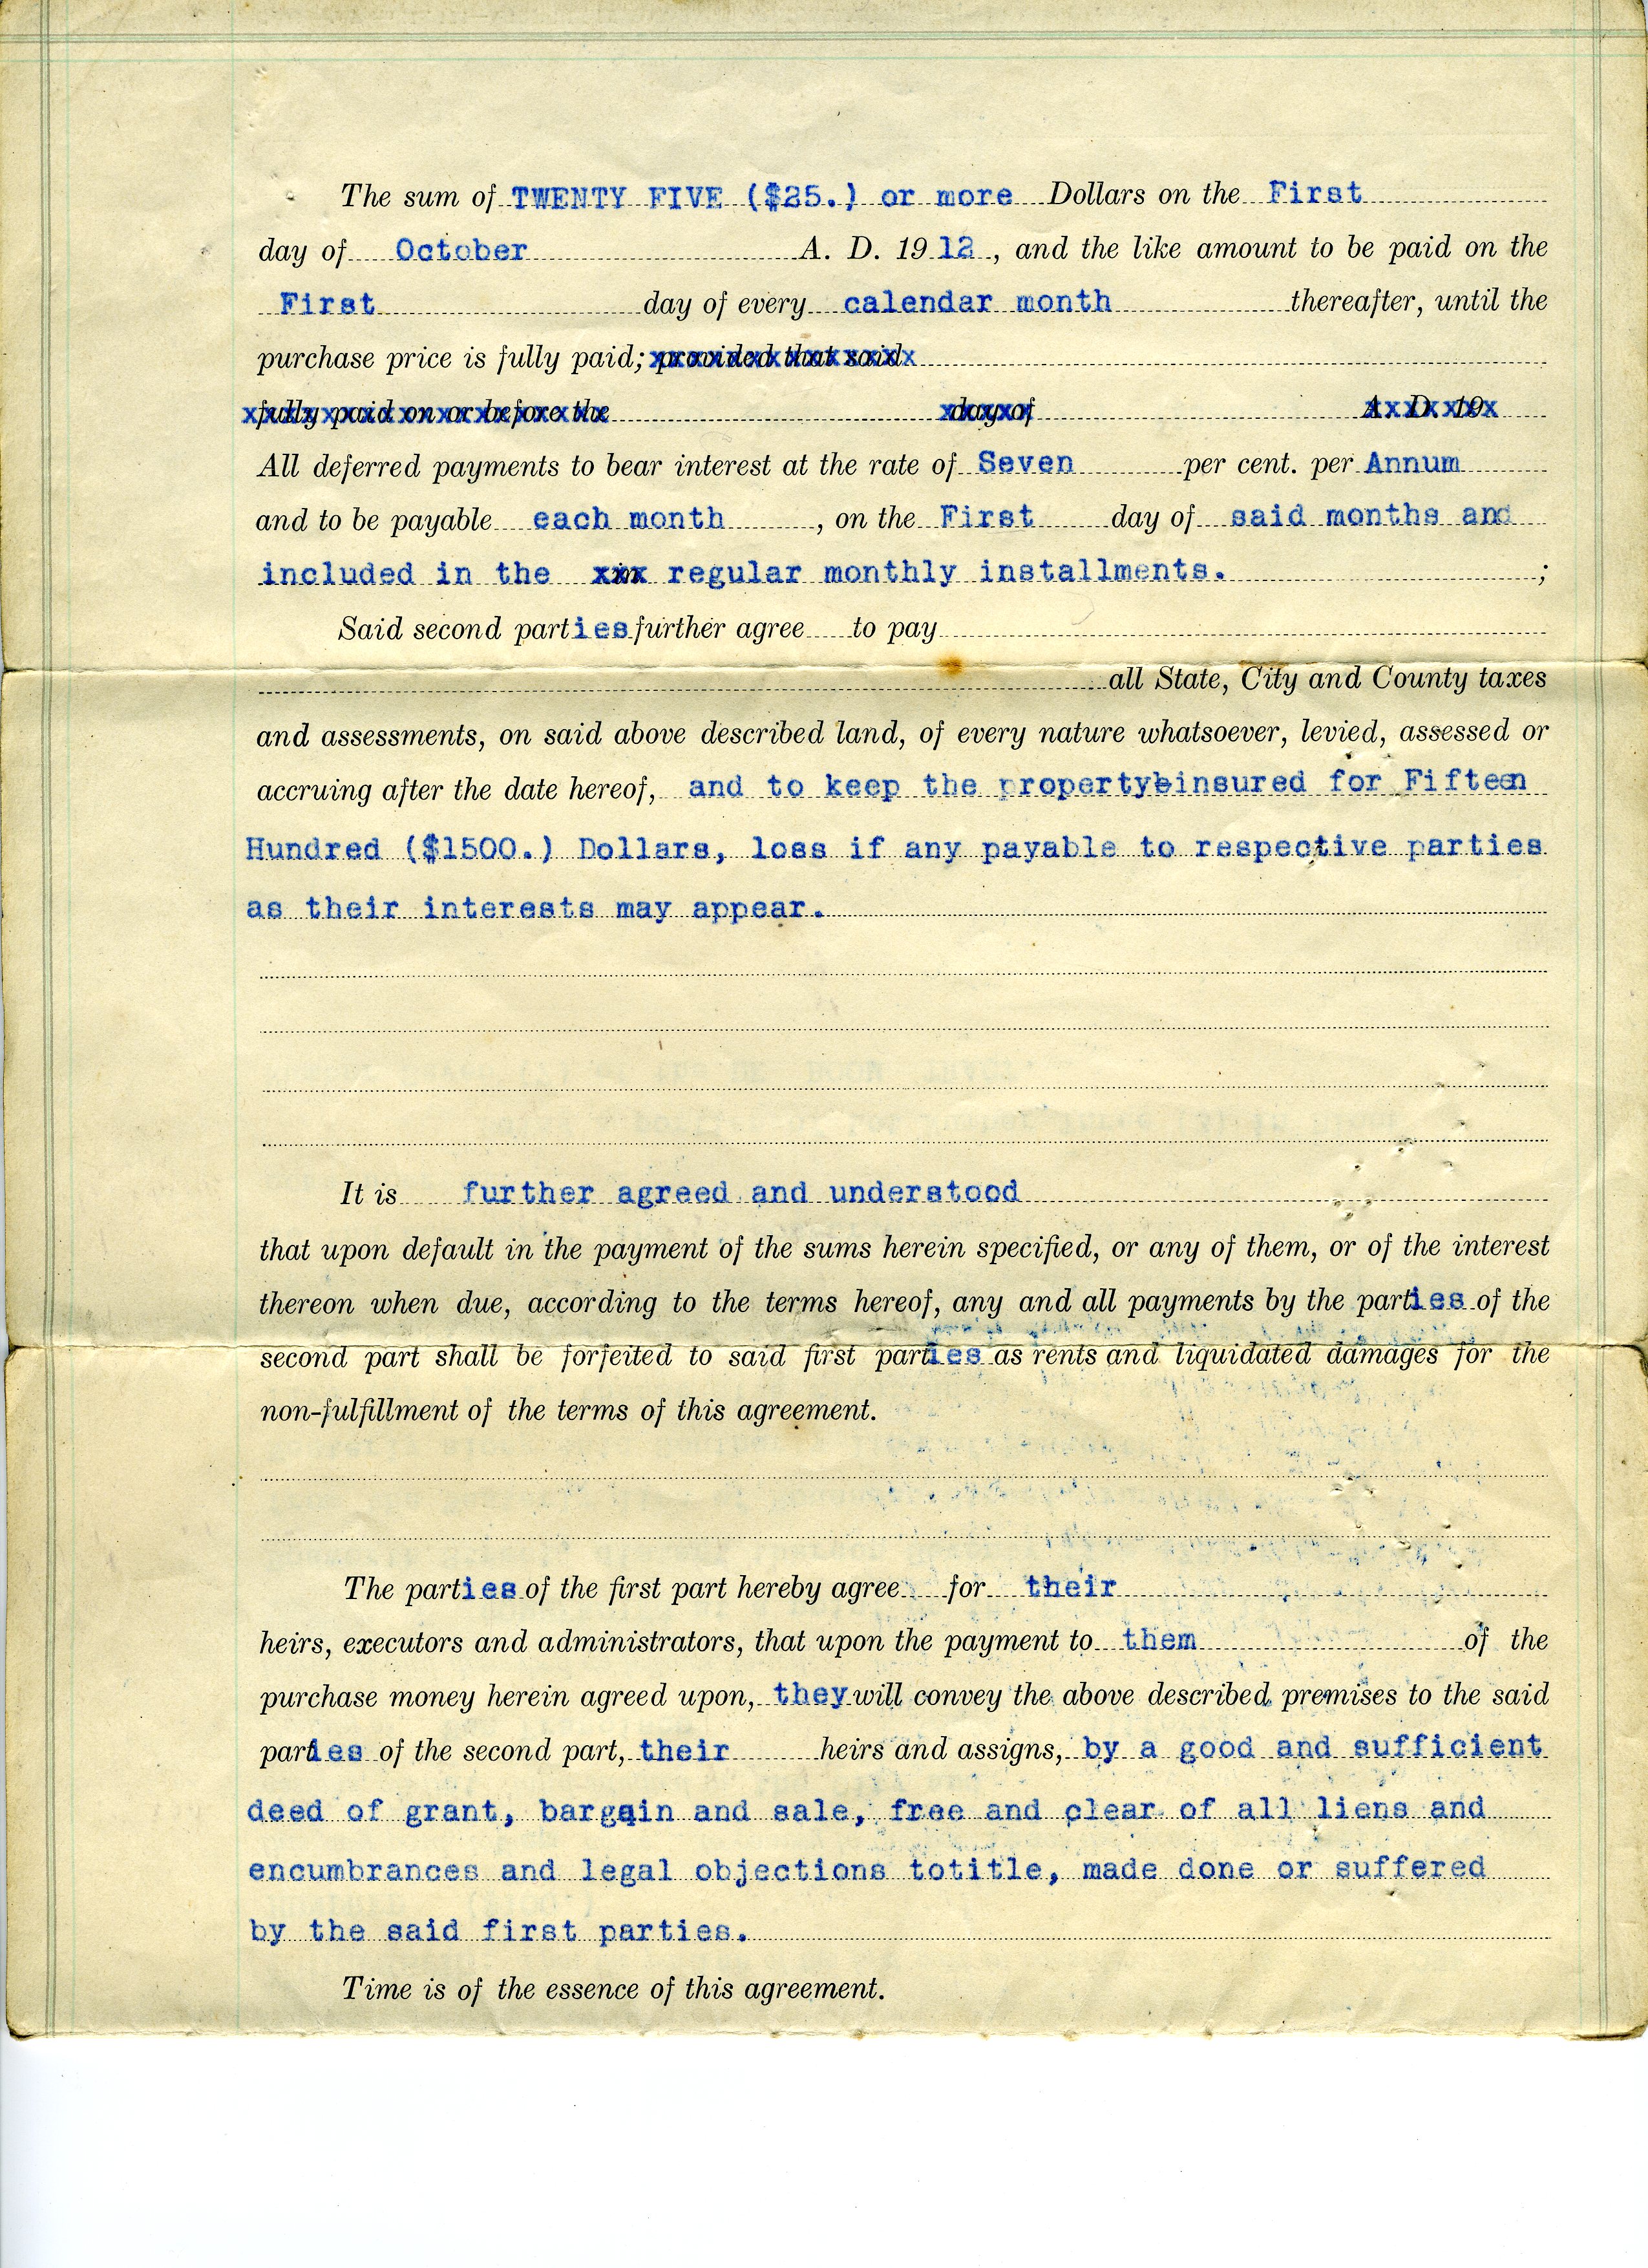 The sum of TWENTY FIVE ($25.) or more Dollars on the First
day of October A. D. 1912, and the like amount to be paid on the
First day of every calendar month thereafter, until the
purchase price is fully paid; provided that said
fully paid on or before the day of A. D. 19
All deferred payments to bear interest at the rate of Seven per cent. per Annum
and to be payable each month , on the First day of said months and
included in the xxx regular monthly installments. ;
Said second parties further agree to pay
all State, City and County taxes
and assessments, on said above described land, of every nature whatsoever, levied, assessed or
accruing after the date hereof, and to keep the property insured for Fifteen
Hundred ($1500.) Dollars, loss if any payable to respective parties
as their interests may appear.
It is further agreed and understood
that upon default in the payment of the sums herein specified, or any of them, or of the interest
thereon when due, according to the terms hereof, any and all payments by the parties of the
second part shall be forfeited to said first parties as rents and liquidated damages for the
non-fulfillment of the terms of this agreement.
The parties of the first part hereby agree for their
heirs, executors and administrators, that upon the payment to them of the
purchase money herein agreed upon, they will convey the above described premises to the said
parties of the second part, their heirs and assigns, by a good and sufficient
deed of grant, bargain and sale, free and clear of all liens and
encumbrances and legal objections totitle, made done or suffered
by the said first parties.
Time is of the essence of this agreement.